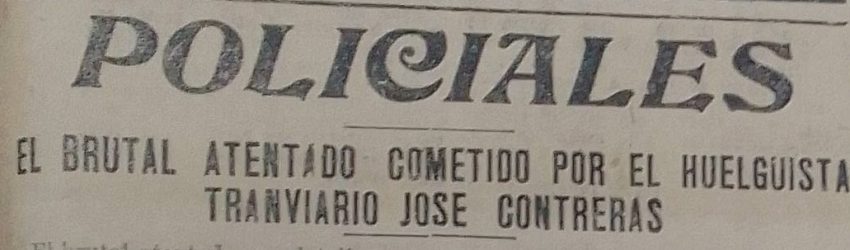 POLICIALES
EL BRUTAL ATENTADO COMETIDO POR EL HUELGUISTA
TRANVIARIO JOSE CONTRERAS